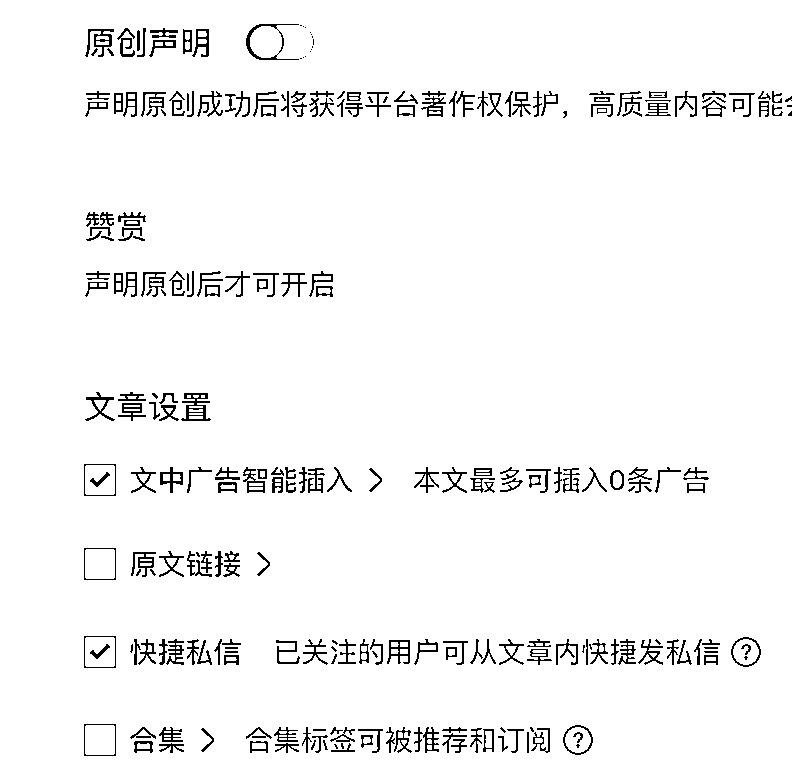 原创声明
声明原创成功后将获得平台著作权保护，高质量内容可能
赞赏
声明原创后才可开启
文章设置
文中广告智能插入 > 本文最多可插入0条广告
原文链接 >
快捷私信 已关注的用户可从文章内快捷发私信 ?
合集 > 合集标签可被推荐和订阅 ?